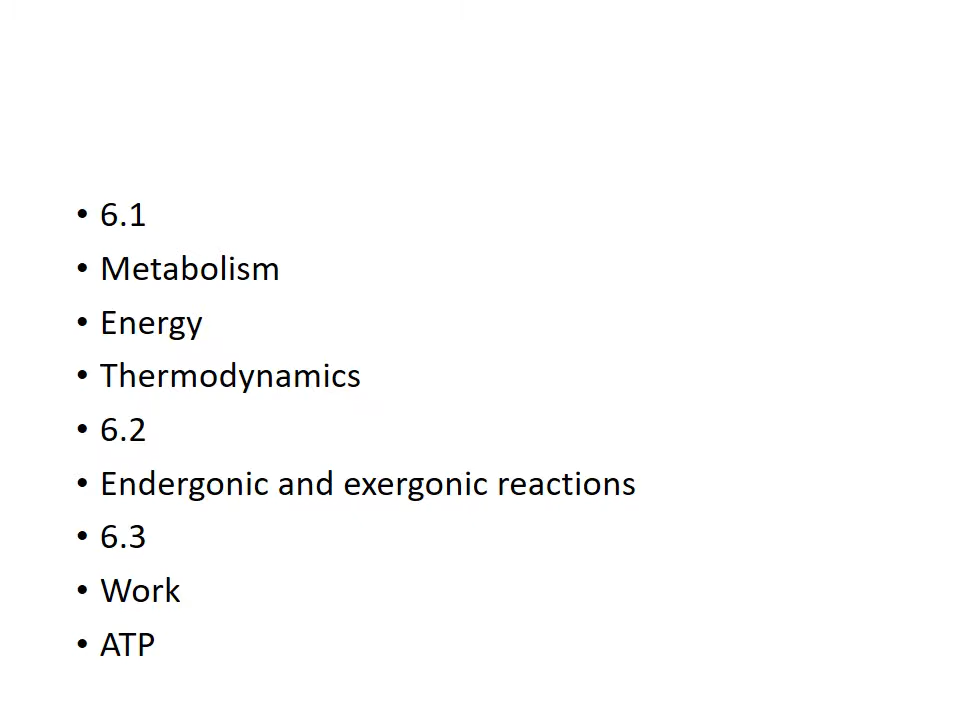 • 6.1
• Metabolism
• Energy
• Thermodynamics
• 6.2
• Endergonic and exergonic reactions
• 6.3
• Work
• ATP